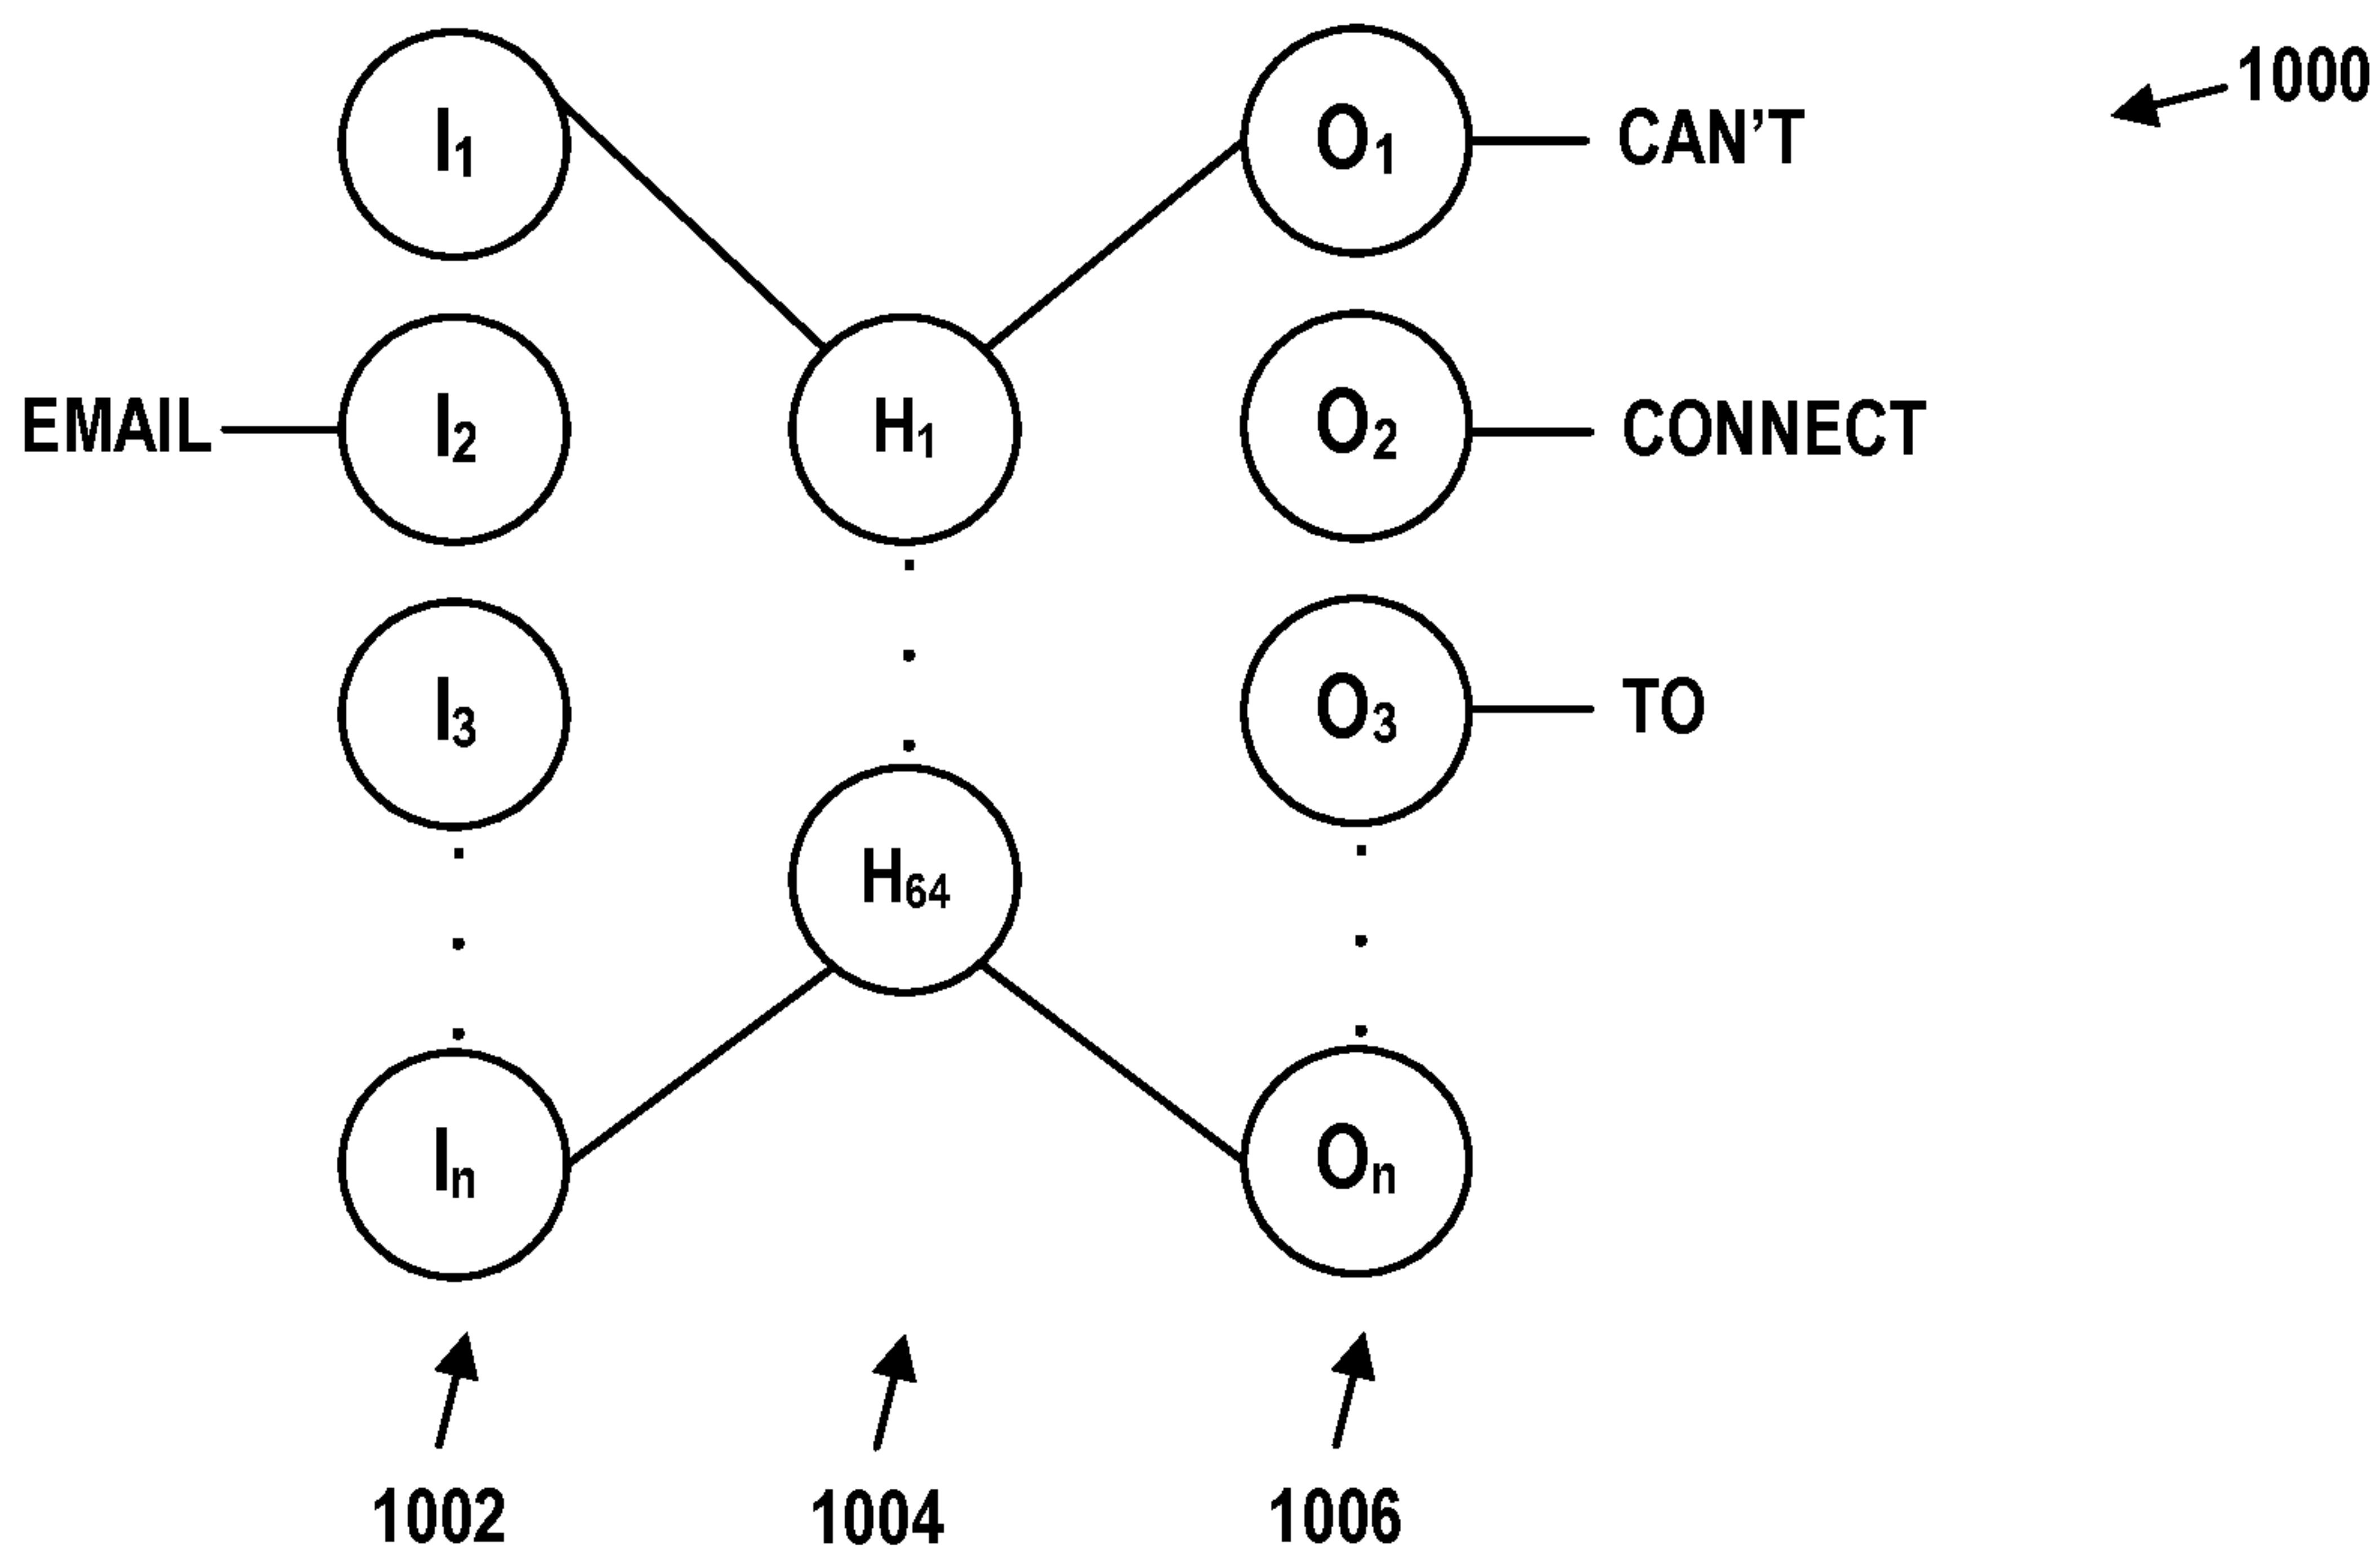 1000
I1 O1 CAN'T
EMAIL I2 H1 O2 CONNECT
I3 O3 TO
H64
In On
1002 1004 1006